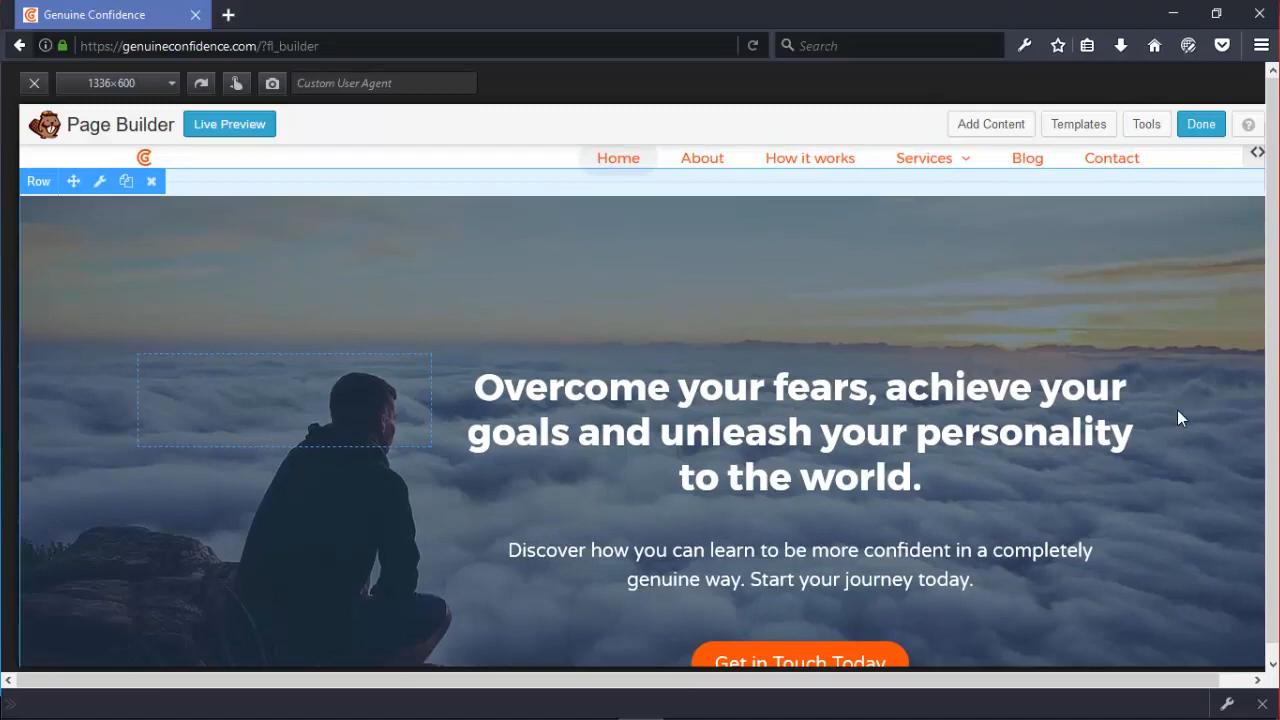 Genuine Confidence
https://genuineconfidence.com/?fl_builder
Search
1336×600
Custom User Agent
Page Builder
Live Preview
Add Content
Templates
Tools
Done
?
Home
About
How it works
Services
Blog
Contact
Row
Overcome your fears, achieve your
goals and unleash your personality
to the world.
Discover how you can learn to be more confident in a completely
genuine way. Start your journey today.
Get in Touch Today